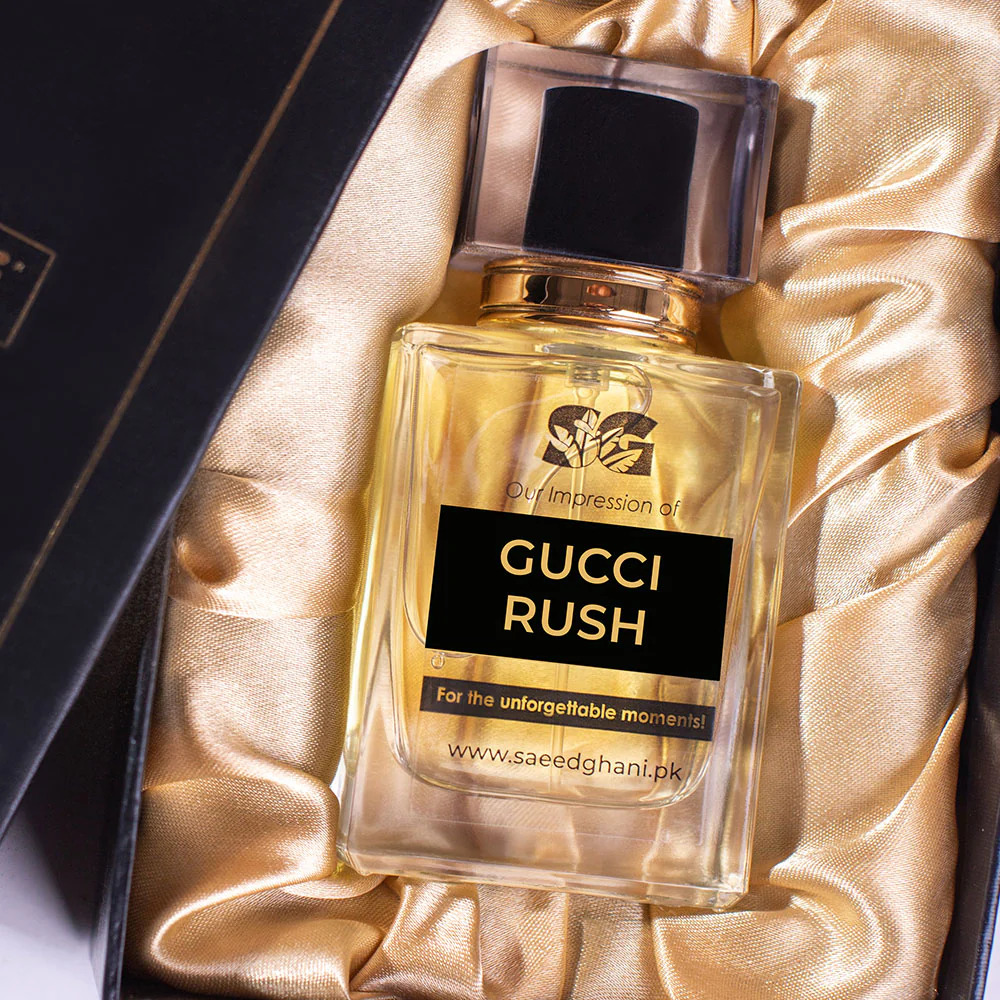 SG
Our Impression of
GUCCI
RUSH
For the unforgettable moments!
www.saeedghani.pk